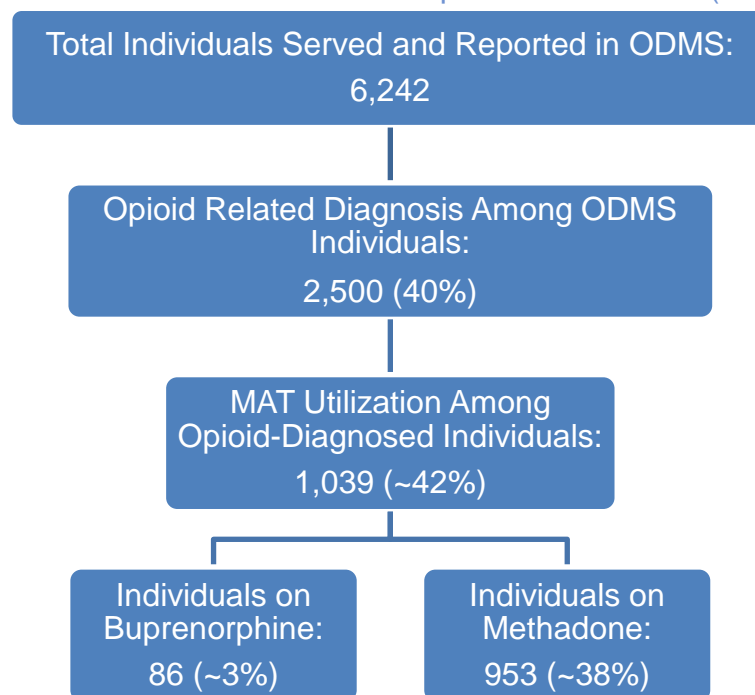 Total Individuals Served and Reported in ODMS:
6,242
Opioid Related Diagnosis Among ODMS
Individuals:
2,500 (40%)
MAT Utilization Among
Opioid-Diagnosed Individuals:
1,039 (~42%)
Individuals on
Buprenorphine:
86 (~3%)
Individuals on
Methadone:
953 (~38%)